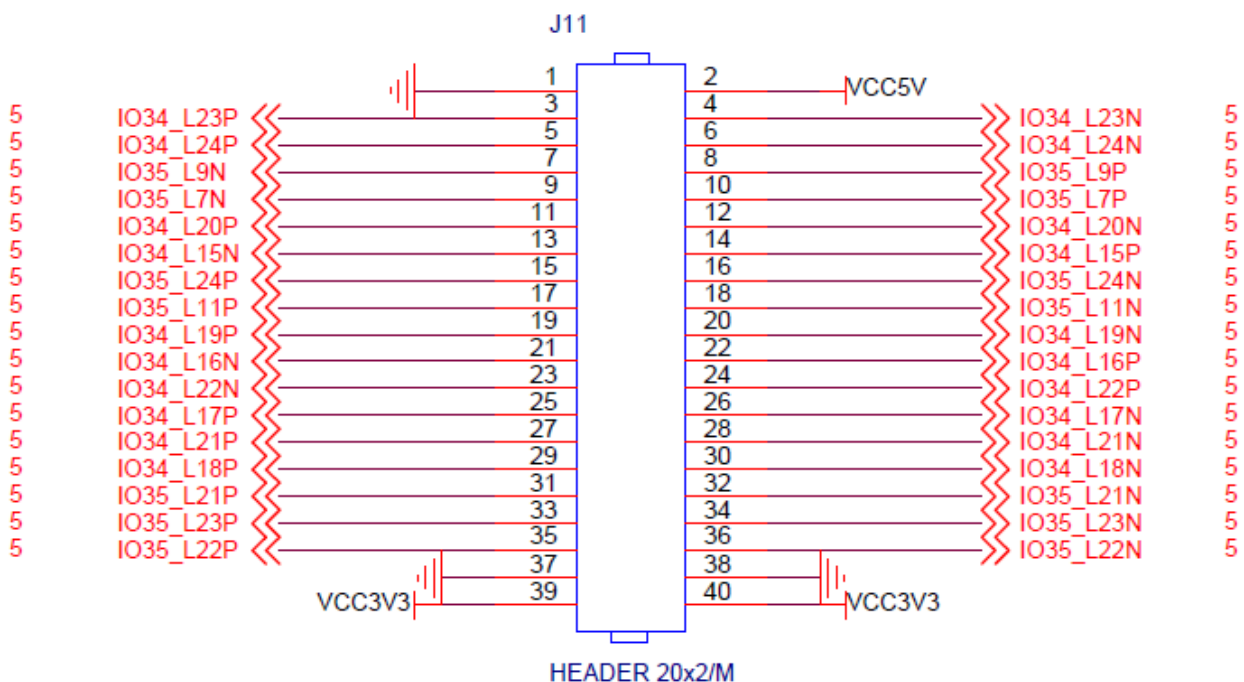 J11
1 2 VCC5V
5 IO34_L23P 3 4 IO34_L23N 5
5 IO34_L24P 5 6 IO34_L24N 5
5 IO35_L9N 7 8 IO35_L9P 5
5 IO35_L7N 9 10 IO35_L7P 5
5 IO34_L20P 11 12 IO34_L20N 5
5 IO34_L15N 13 14 IO34_L15P 5
5 IO35_L24P 15 16 IO35_L24N 5
5 IO35_L11P 17 18 IO35_L11N 5
5 IO34_L19P 19 20 IO34_L19N 5
5 IO34_L16N 21 22 IO34_L16P 5
5 IO34_L22N 23 24 IO34_L22P 5
5 IO34_L17P 25 26 IO34_L17N 5
5 IO34_L21P 27 28 IO34_L21N 5
5 IO34_L18P 29 30 IO34_L18N 5
5 IO35_L21P 31 32 IO35_L21N 5
5 IO35_L23P 33 34 IO35_L23N 5
5 IO35_L22P 35 36 IO35_L22N 5
37 38
VCC3V3 39 40 VCC3V3
HEADER 20x2/M